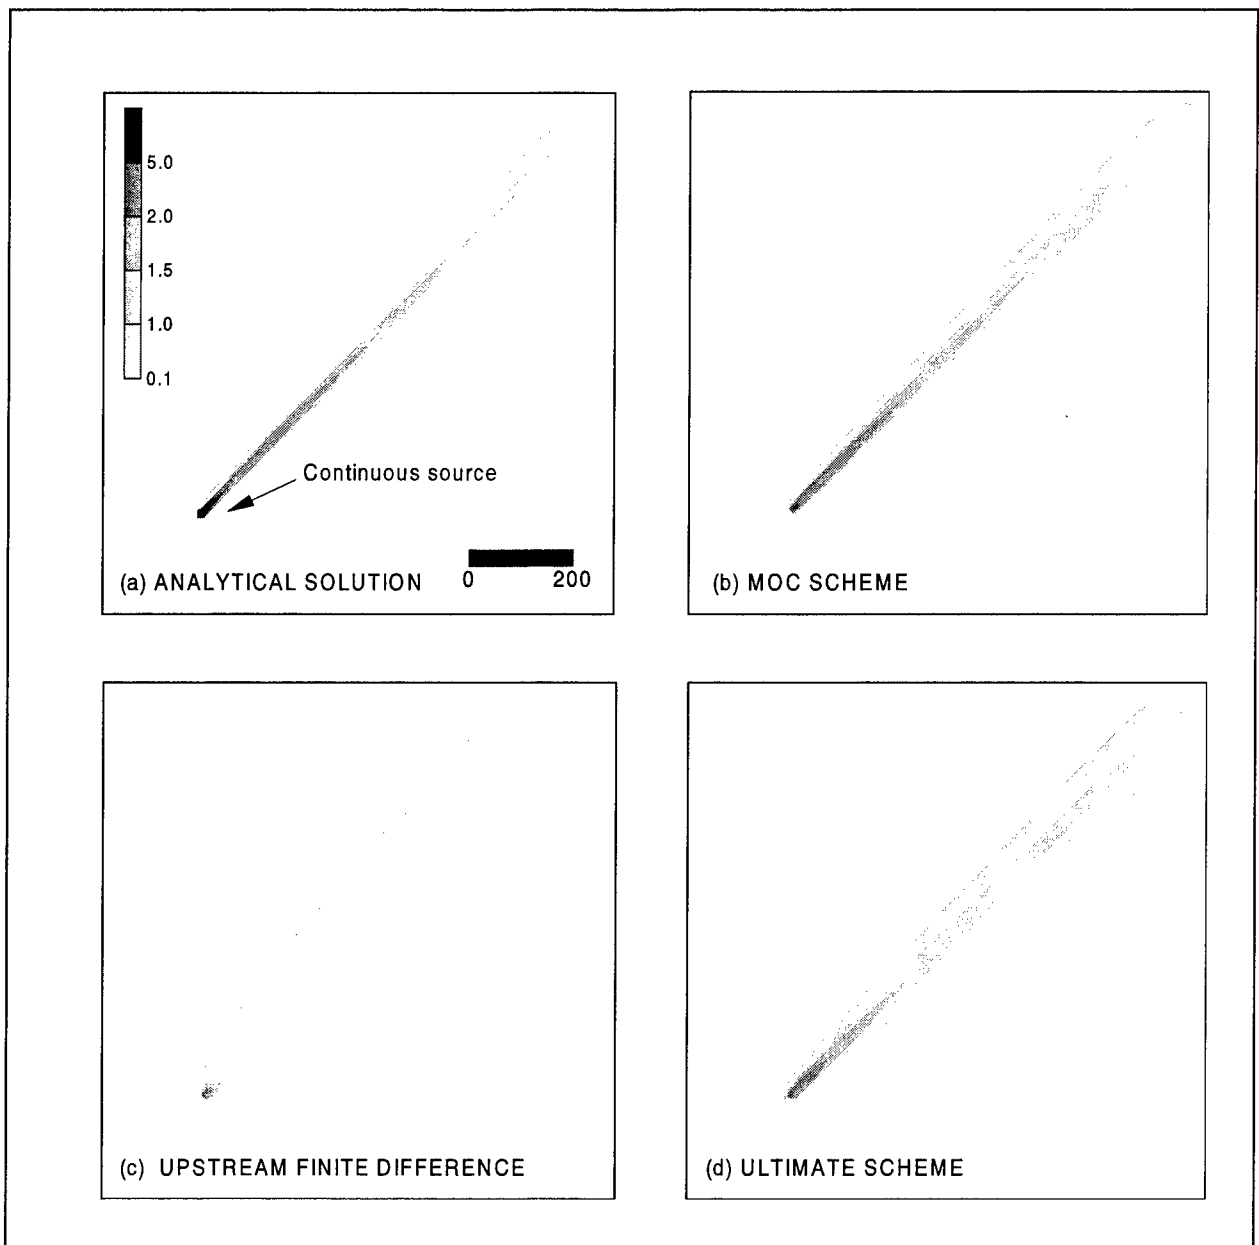 5.0
2.0
1.5
1.0
0.1
Continuous source
0 200
(a) ANALYTICAL SOLUTION
(b) MOC SCHEME
(c) UPSTREAM FINITE DIFFERENCE
(d) ULTIMATE SCHEME